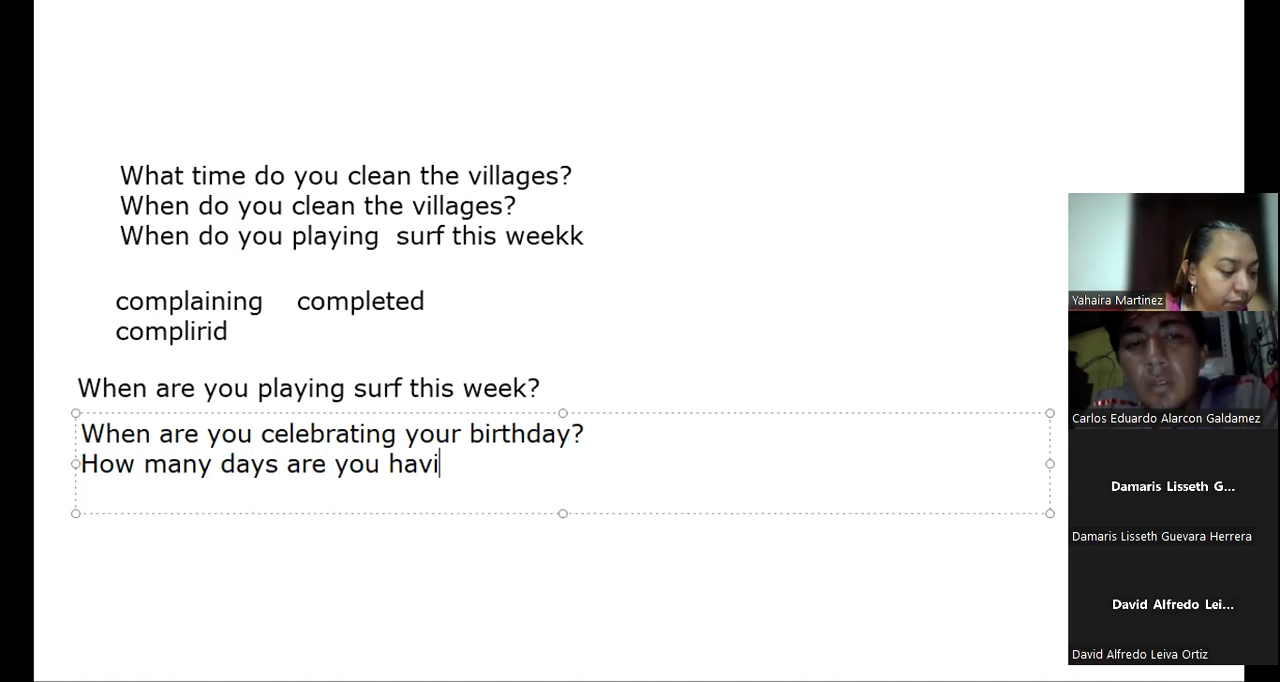 What time do you clean the villages?
When do you clean the villages?
When do you playing  surf this weekk
complaining    completed
complirid
When are you playing surf this week?
When are you celebrating your birthday?
How many days are you havi
Yahaira Martinez
Carlos Eduardo Alarcon Galdamez
Damaris Lisseth G...
Damaris Lisseth Guevara Herrera
David Alfredo Lei...
David Alfredo Leiva Ortiz